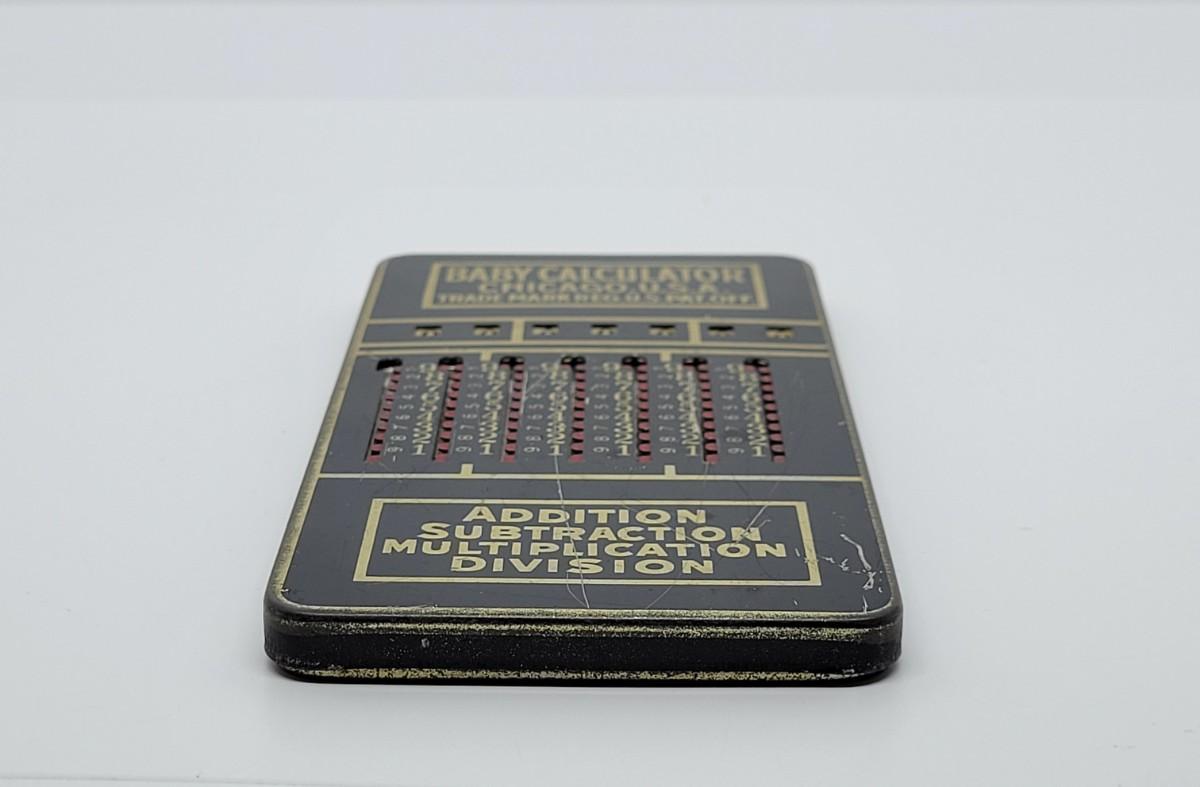 BABY CALCULATOR
CHICAGO, U.S.A.
TRADE MARK REG. U.S. PAT. OFF.
ADDITION
SUBTRACTION
MULTIPLICATION
DIVISION